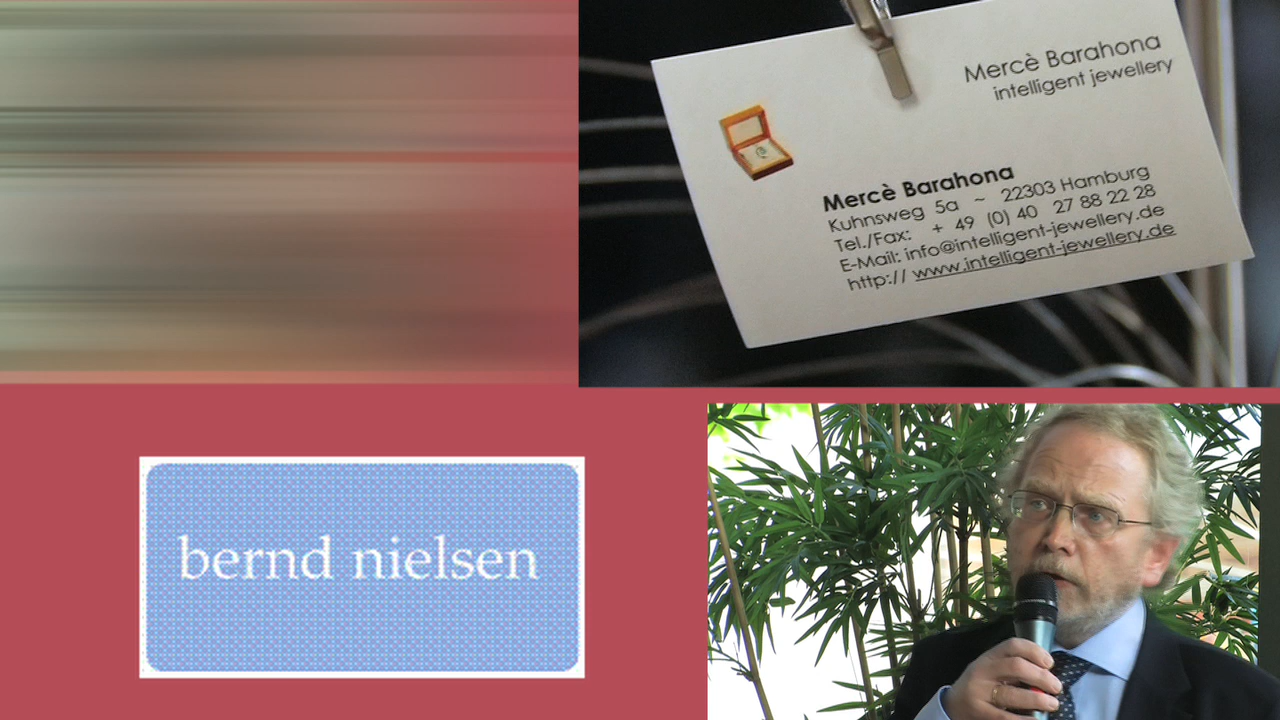 Mercè Barahona
intelligent jewellery
Mercè Barahona
Kuhnsweg 5a ~ 22303 Hamburg
Tel./Fax: + 49 (0) 40 27 88 22 28
E-Mail: info@intelligent-jewellery.de
http:// www.intelligent-jewellery.de
bernd nielsen